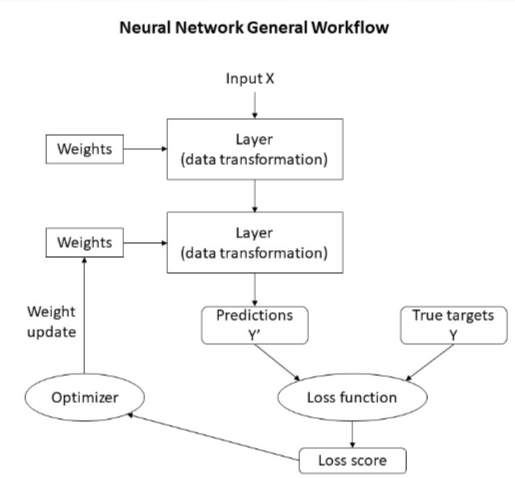 Neural Network General Workflow
Input X
Weights
Layer
(data transformation)
Weights
Layer
(data transformation)
Weight
update
Predictions
Y′
True targets
Y
Optimizer
Loss function
Loss score